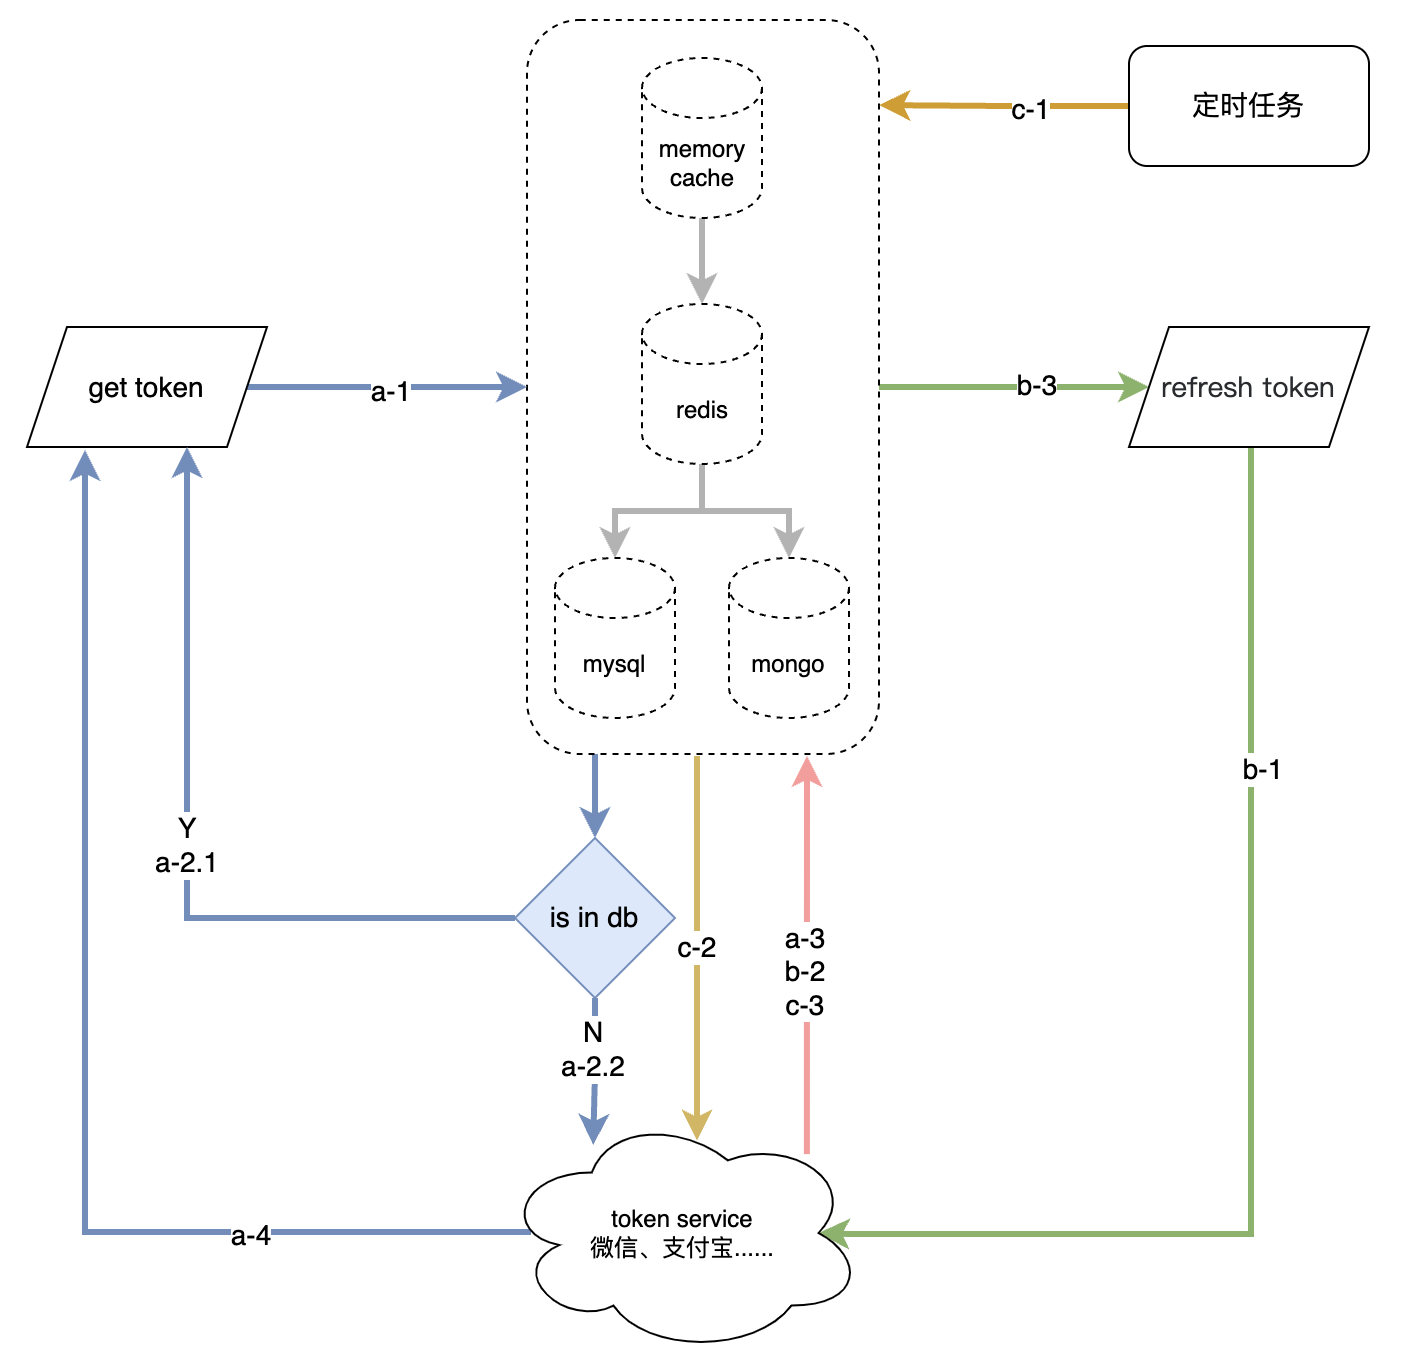 定时任务
c-1
memory
cache
get token
a-1
redis
b-3
refresh token
mysql
mongo
b-1
Y
a-2.1
is in db
c-2
a-3
b-2
c-3
N
a-2.2
token service
微信、支付宝......
a-4